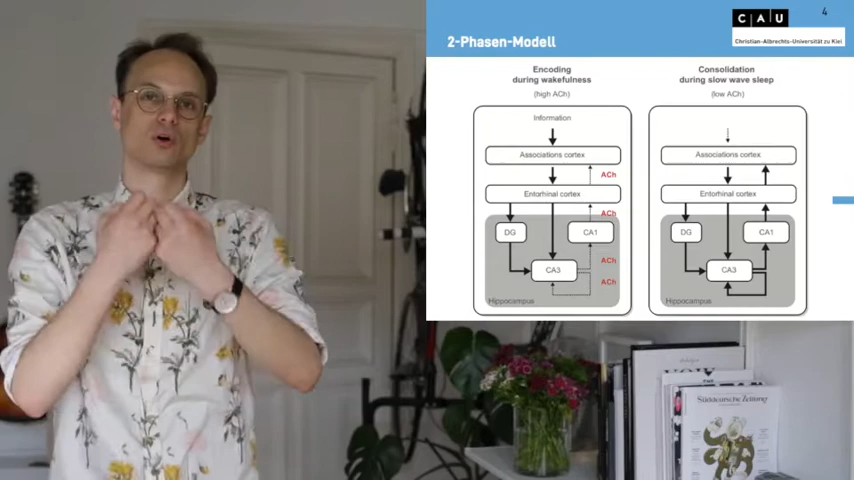 4
2-Phasen-Modell
CAU
Christian-Albrechts-Universität zu Kiel
Encoding
during wakefulness
(high ACh)
Information
Associations cortex
ACh
Entorhinal cortex
ACh
DG
CA1
ACh
CA3
ACh
Hippocampus
Consolidation
during slow wave sleep
(low ACh)
Associations cortex
Entorhinal cortex
DG
CA1
CA3
Hippocampus
Süddeutsche Zeitung